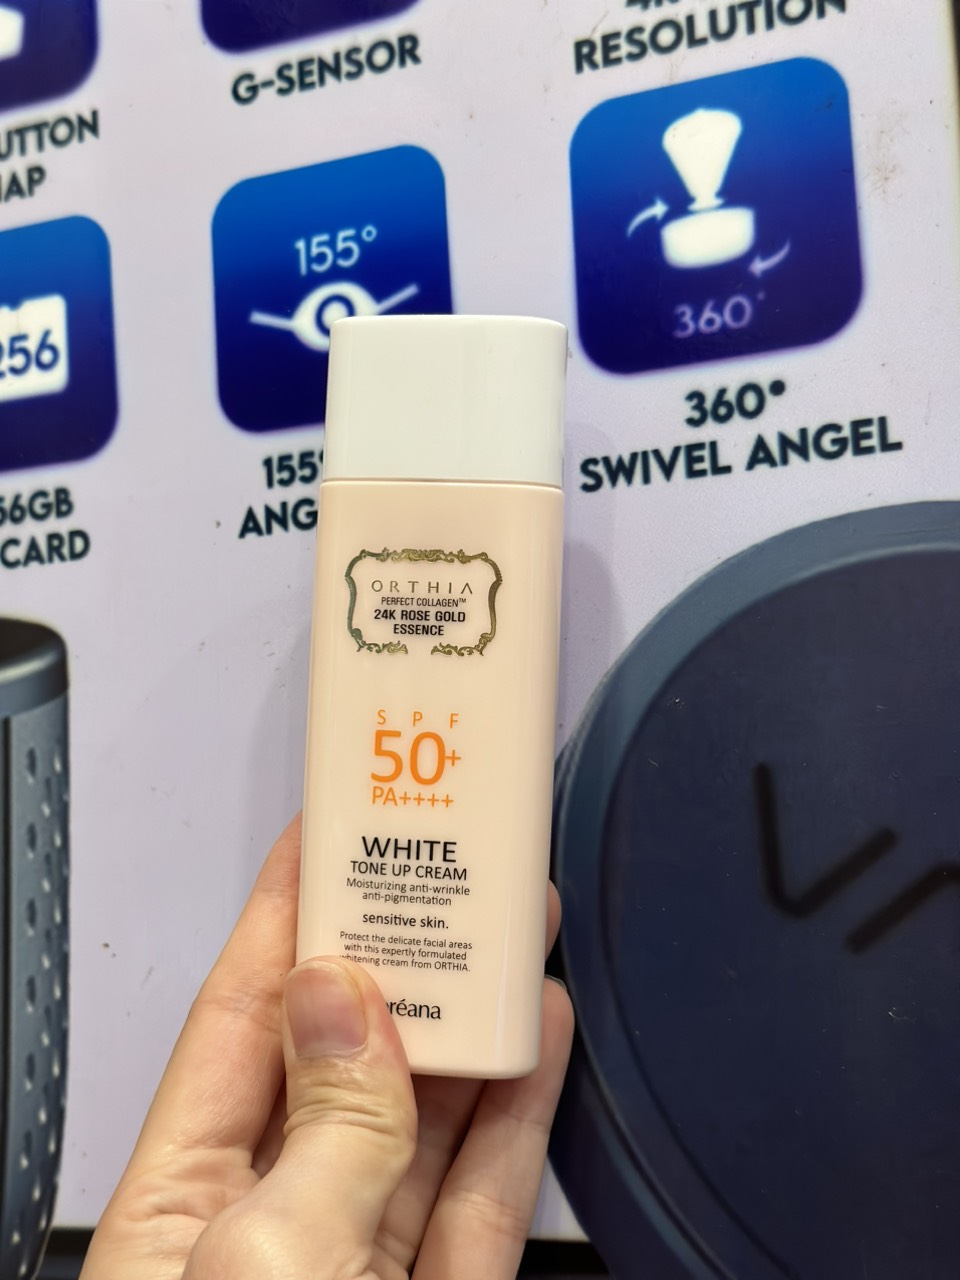 4K
G-SENSOR
RESOLUTION
UTTON
AP
155°
360°
256
360°
SWIVEL ANGEL
155°
ANG
56GB
CARD
ORTHIA
PERFECT COLLAGEN™
24K ROSE GOLD
ESSENCE
SPF
50+
PA++++
WHITE
TONE UP CREAM
Moisturizing anti-wrinkle
anti-pigmentation
sensitive skin.
Protect the delicate facial areas
with this expertly formulated
whitening cream from ORTHIA.
réana